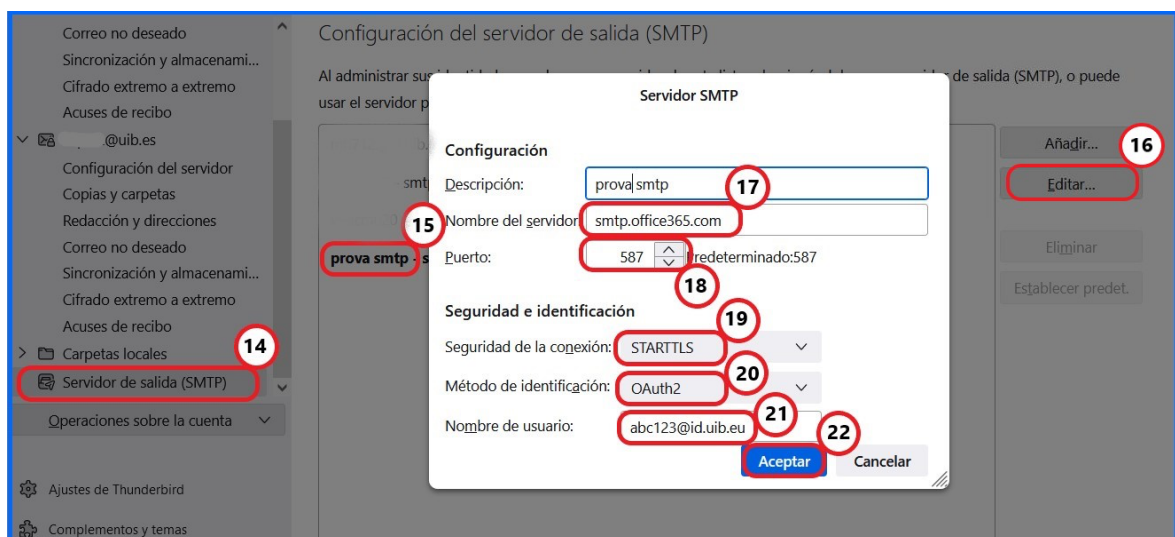 Correo no deseado
Sincronización y almacenami...
Cifrado extremo a extremo
Acuses de recibo
@uib.es
Configuración del servidor
Copias y carpetas
Redacción y direcciones
Correo no deseado
Sincronización y almacenami...
Cifrado extremo a extremo
Acuses de recibo
Carpetas locales
14
Servidor de salida (SMTP)
Operaciones sobre la cuenta
Ajustes de Thunderbird
Complementos y temas
Configuración del servidor de salida (SMTP)
Al administrar sus de salida (SMTP), o puede
usar el servidor p
smt
15
prova smtp - s
Servidor SMTP
Configuración
Descripción: prova smtp 17
Nombre del servidor: smtp.office365.com
Puerto: 587 Predeterminado:587
18
Seguridad e identificación
19
Seguridad de la conexión: STARTTLS
20
Método de identificación: OAuth2
21
Nombre de usuario: abc123@id.uib.eu
22
Aceptar Cancelar
Añadir... 16
Editar...
Eliminar
Establecer predet.